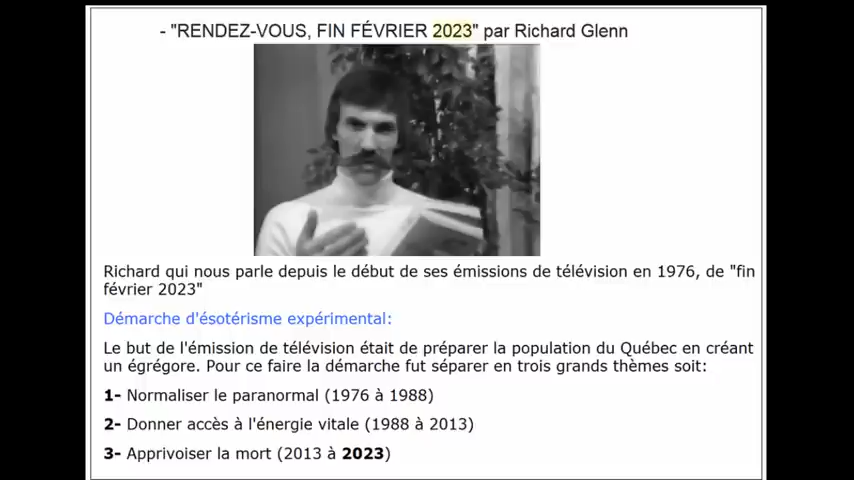 - "RENDEZ-VOUS, FIN FÉVRIER 2023" par Richard Glenn
Richard qui nous parle depuis le début de ses émissions de télévision en 1976, de "fin
février 2023"
Démarche d'ésotérisme expérimental:
Le but de l'émission de télévision était de préparer la population du Québec en créant
un égrégore. Pour ce faire la démarche fut séparer en trois grands thèmes soit:
1- Normaliser le paranormal (1976 à 1988)
2- Donner accès à l'énergie vitale (1988 à 2013)
3- Apprivoiser la mort (2013 à 2023)